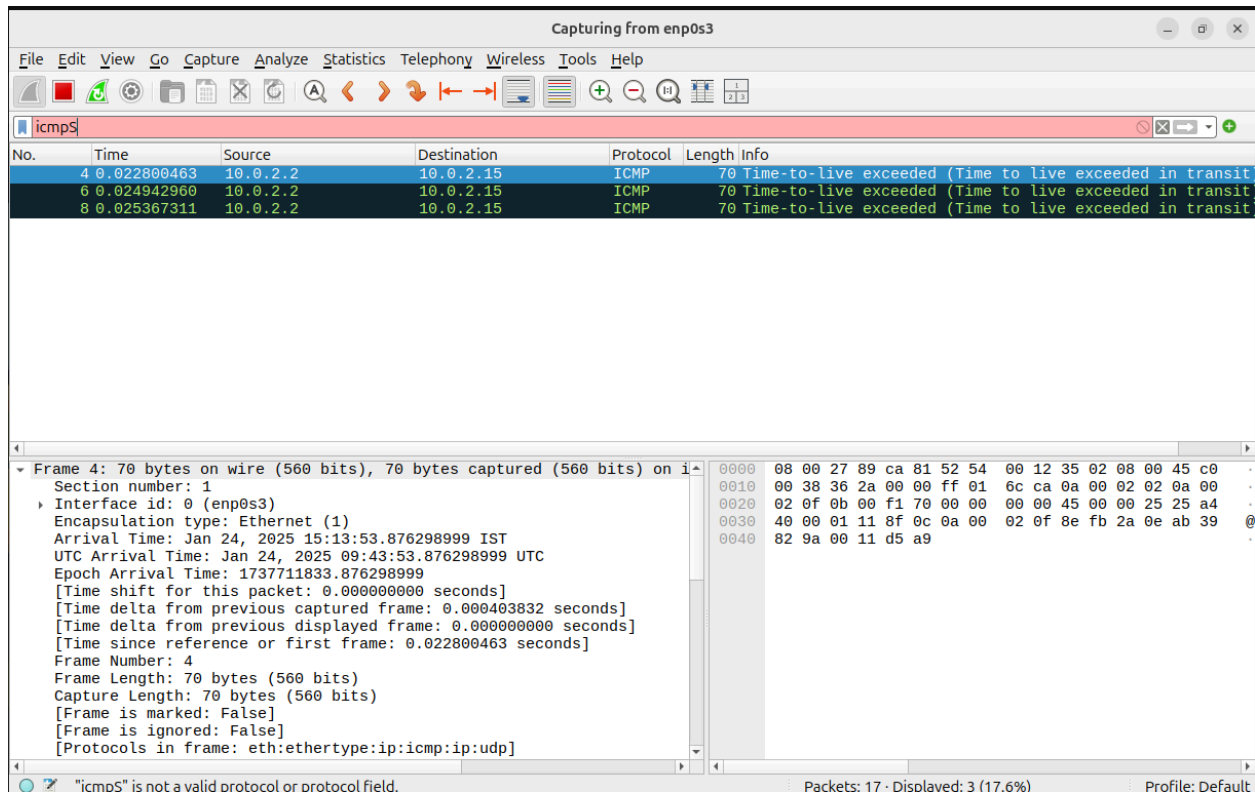 Capturing from enp0s3
File Edit View Go Capture Analyze Statistics Telephony Wireless Tools Help
icmpS
No. Time Source Destination Protocol Length Info
4 0.022800463 10.0.2.2 10.0.2.15 ICMP 70 Time-to-live exceeded (Time to live exceeded in transit)
6 0.024942960 10.0.2.2 10.0.2.15 ICMP 70 Time-to-live exceeded (Time to live exceeded in transit)
8 0.025367311 10.0.2.2 10.0.2.15 ICMP 70 Time-to-live exceeded (Time to live exceeded in transit)
Frame 4: 70 bytes on wire (560 bits), 70 bytes captured (560 bits) on i
Section number: 1
Interface id: 0 (enp0s3)
Encapsulation type: Ethernet (1)
Arrival Time: Jan 24, 2025 15:13:53.876298999 IST
UTC Arrival Time: Jan 24, 2025 09:43:53.876298999 UTC
Epoch Arrival Time: 1737711833.876298999
[Time shift for this packet: 0.000000000 seconds]
[Time delta from previous captured frame: 0.000403832 seconds]
[Time delta from previous displayed frame: 0.000000000 seconds]
[Time since reference or first frame: 0.022800463 seconds]
Frame Number: 4
Frame Length: 70 bytes (560 bits)
Capture Length: 70 bytes (560 bits)
[Frame is marked: False]
[Frame is ignored: False]
[Protocols in frame: eth:ethertype:ip:icmp:ip:udp]
0000 08 00 27 89 ca 81 52 54 00 12 35 02 08 00 45 c0 ·
0010 00 38 36 2a 00 00 ff 01 6c ca 0a 00 02 02 0a 00 ·
0020 02 0f 0b 00 f1 70 00 00 00 00 45 00 00 25 25 a4 ·
0030 40 00 01 11 8f 0c 0a 00 02 0f 8e fb 2a 0e ab 39 @
0040 82 9a 00 11 d5 a9 ·
"icmpS" is not a valid protocol or protocol field. Packets: 17 · Displayed: 3 (17.6%) Profile: Default